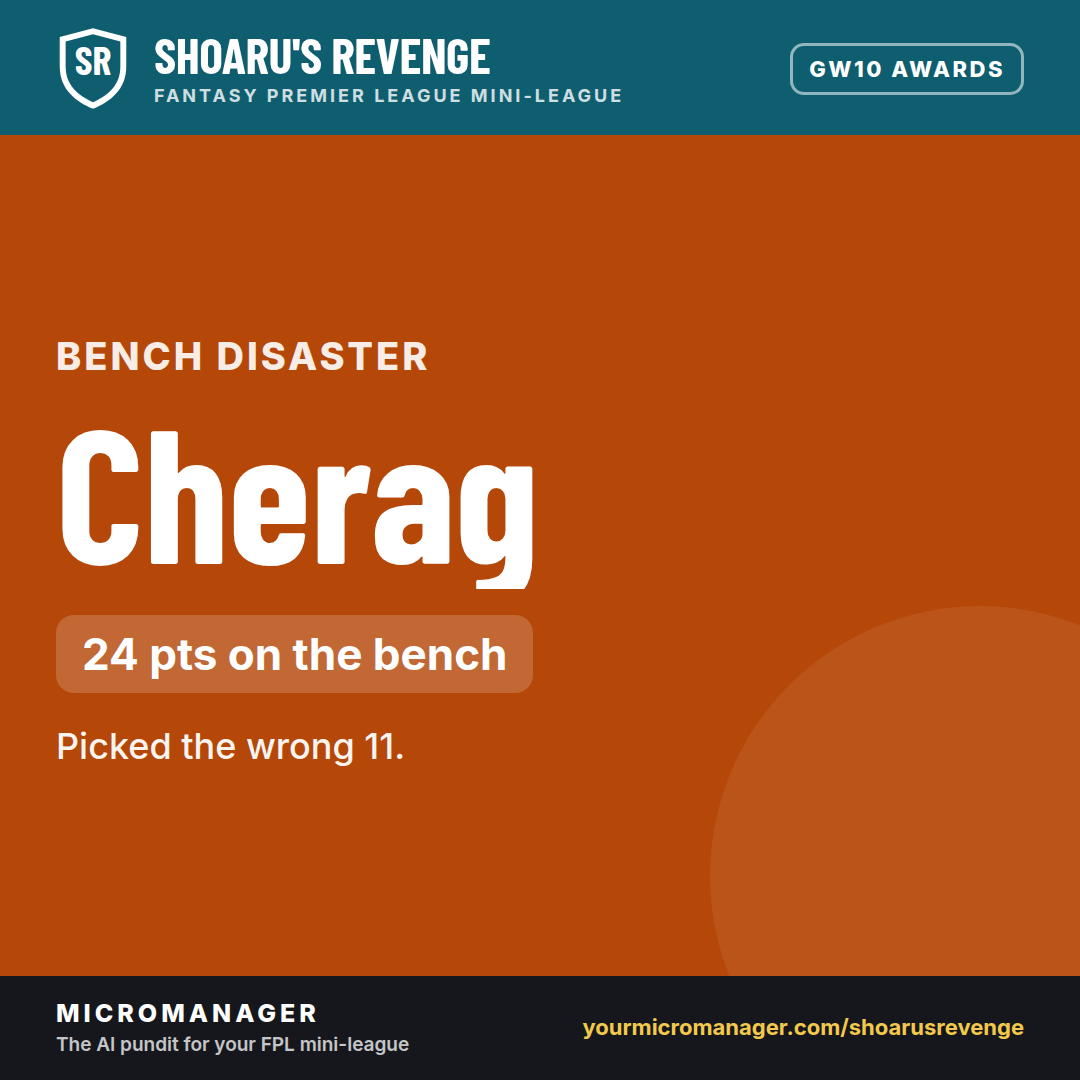 SR
SHOARU'S REVENGE
FANTASY PREMIER LEAGUE MINI-LEAGUE
GW10 AWARDS
BENCH DISASTER
Cherag
24 pts on the bench
Picked the wrong 11.
MICROMANAGER
The AI pundit for your FPL mini-league
yourmicromanager.com/shoarusrevenge